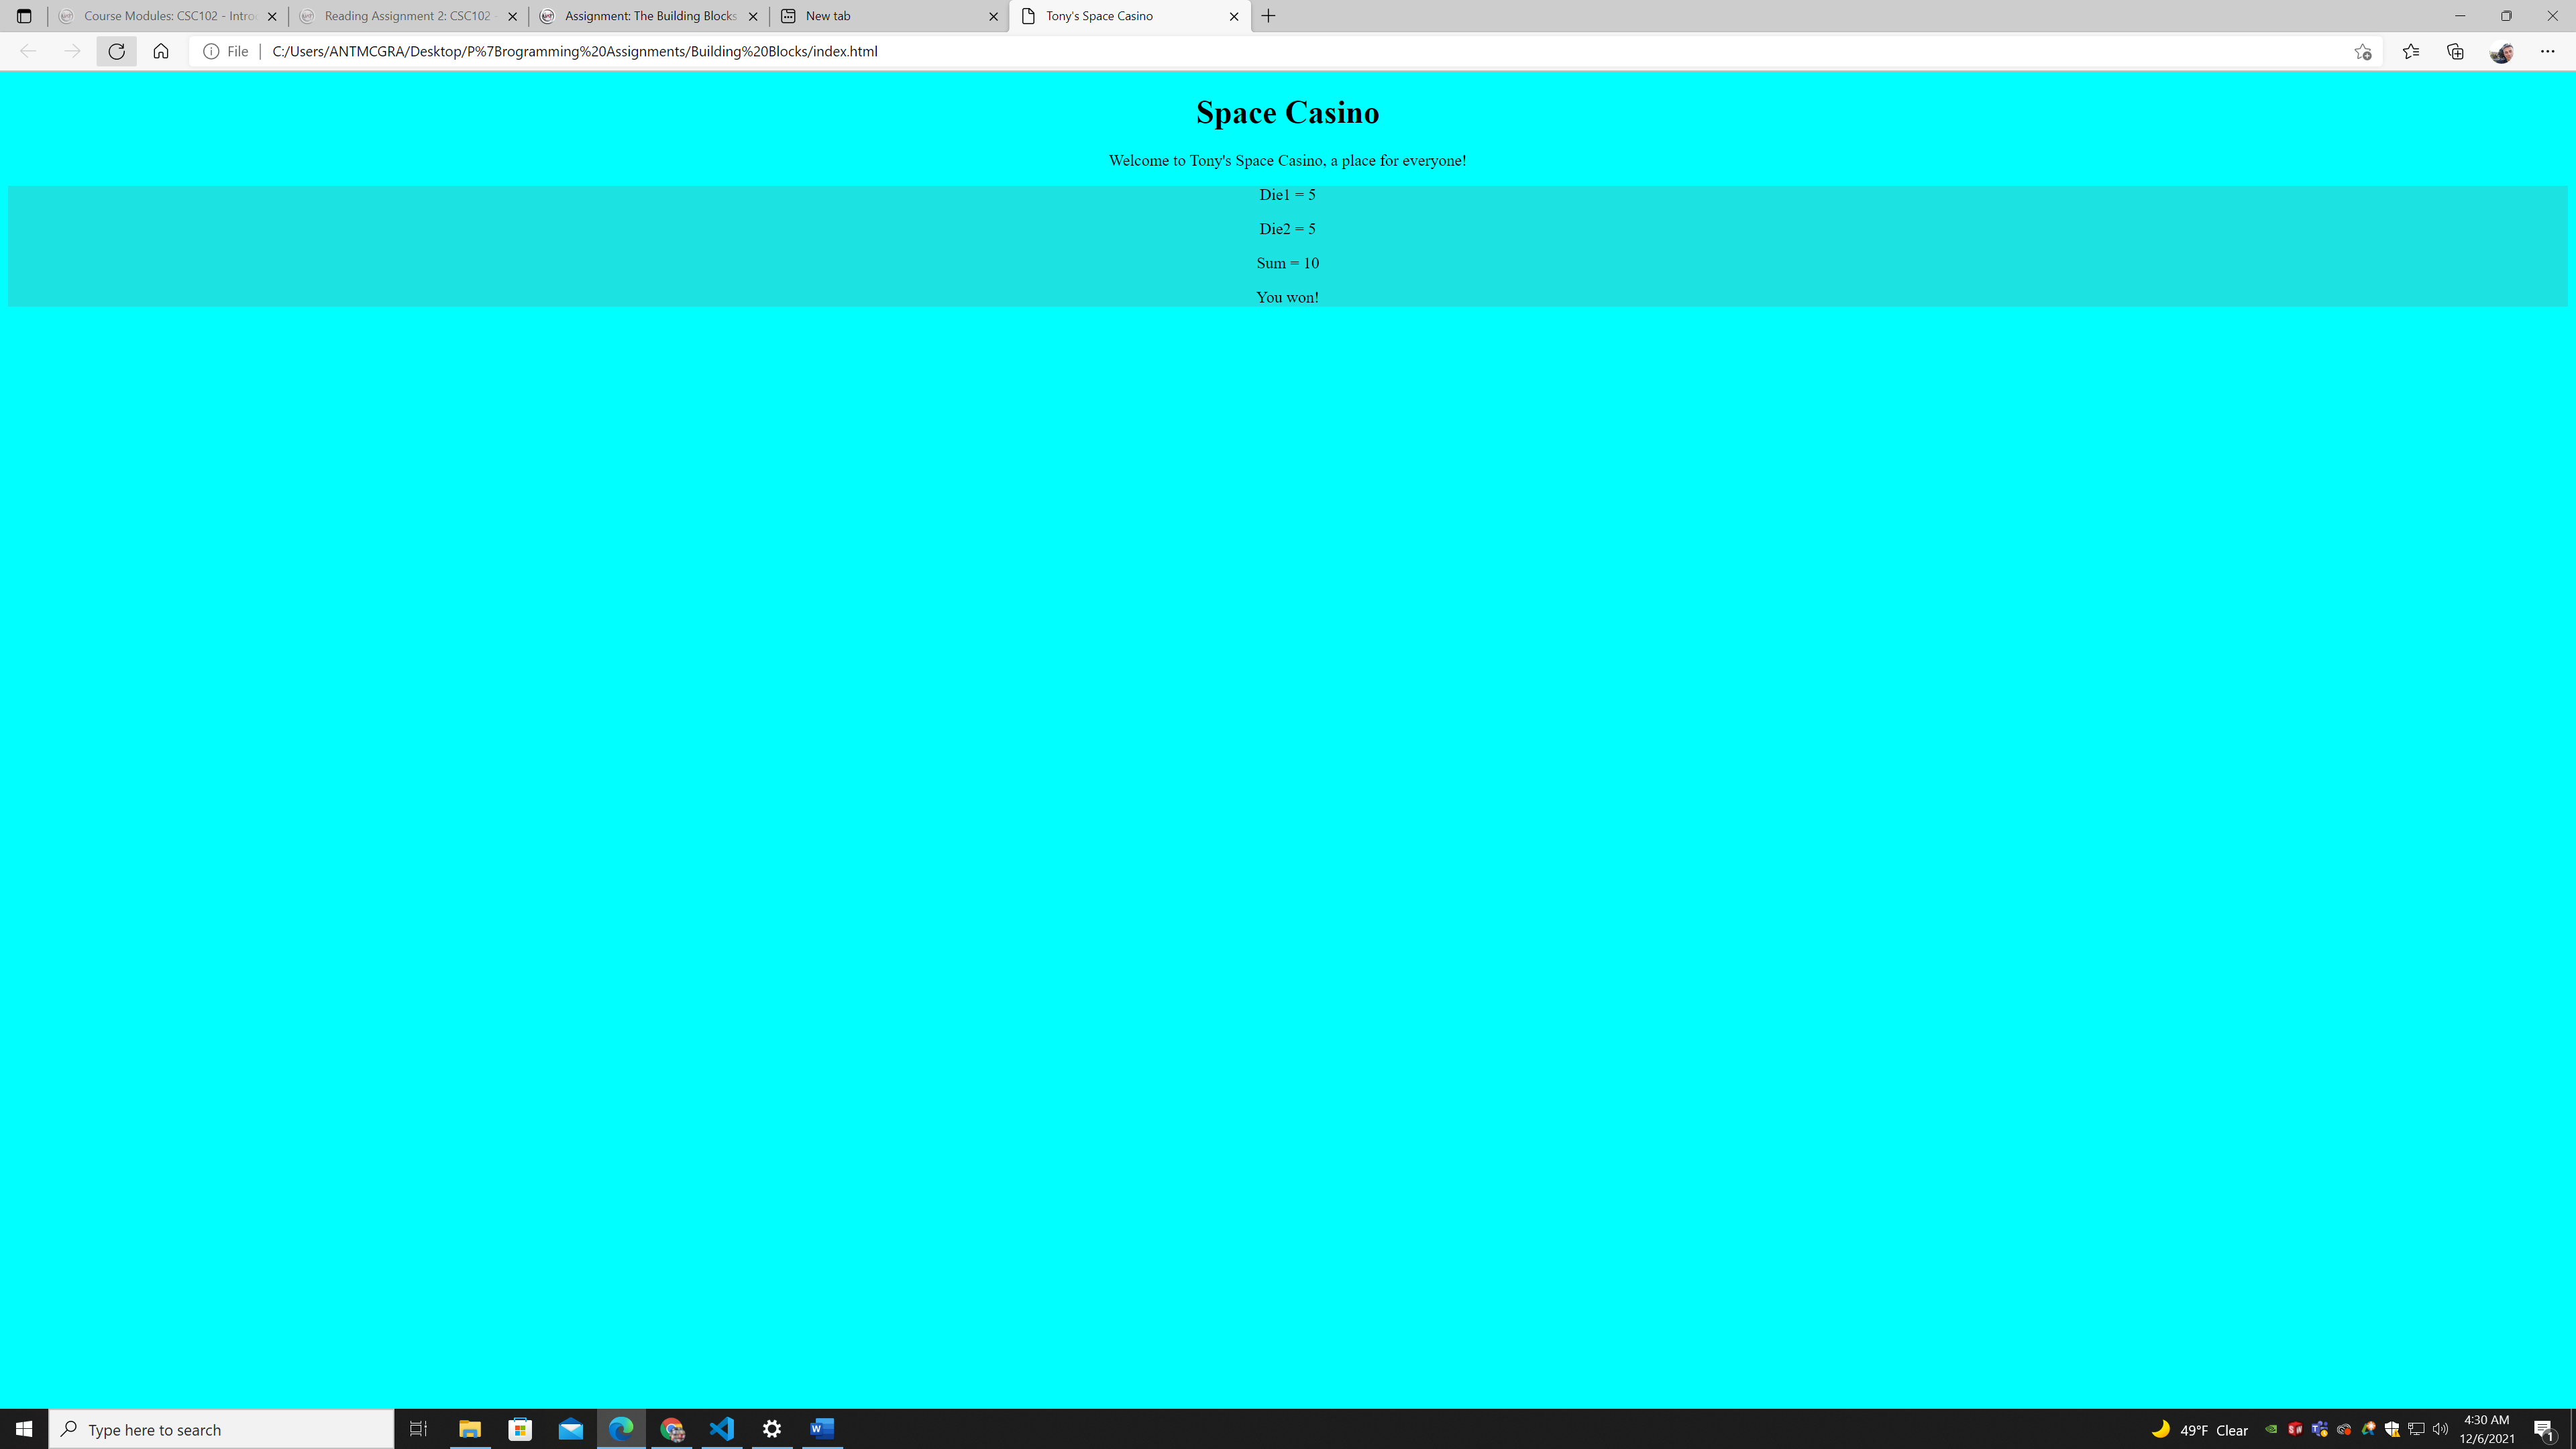 Course Modules: CSC102 - Intro
Reading Assignment 2: CSC102 -
Assignment: The Building Blocks
New tab
Tony's Space Casino
File
C:/Users/ANTMCGRA/Desktop/P%7Brogramming%20Assignments/Building%20Blocks/index.html
Space Casino
Welcome to Tony's Space Casino, a place for everyone!
Die1 = 5
Die2 = 5
Sum = 10
You won!
Type here to search
49°F Clear
4:30 AM
12/6/2021
1